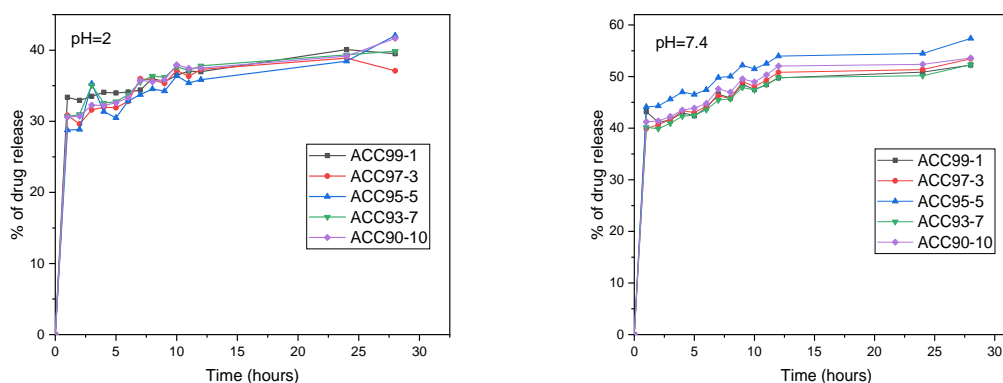 pH=2
% of drug release
40
30
20
10
0
ACC99-1
ACC97-3
ACC95-5
ACC93-7
ACC90-10
0 5 10 15 20 25 30
Time (hours)
pH=7.4
% of drug release
60
50
40
30
20
10
0
ACC99-1
ACC97-3
ACC95-5
ACC93-7
ACC90-10
0 5 10 15 20 25 30
Time (hours)